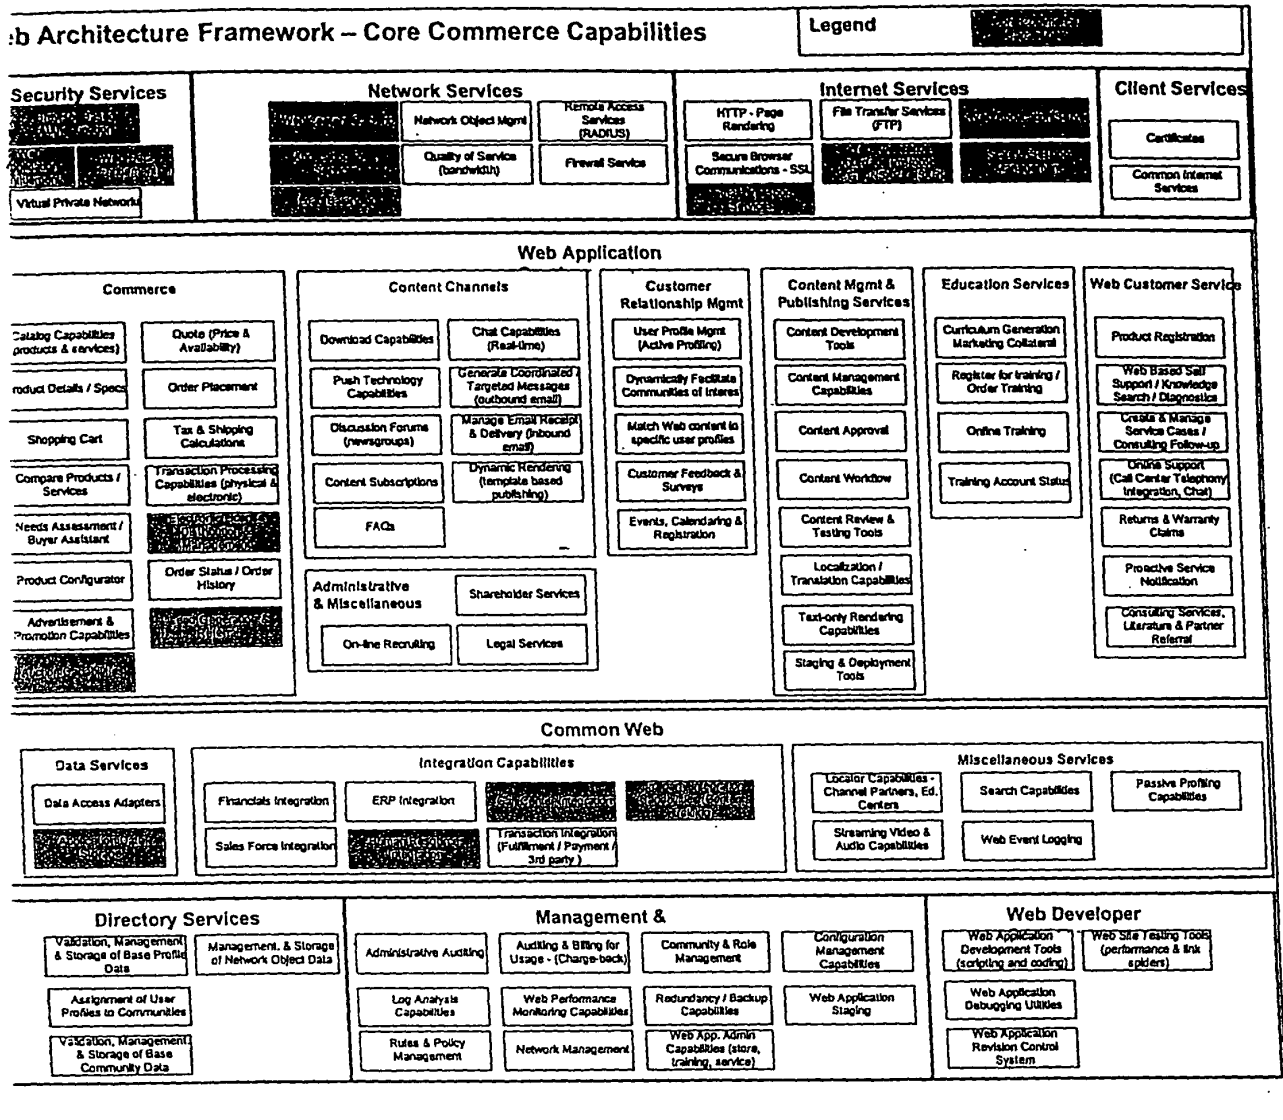 eb Architecture Framework – Core Commerce Capabilities
Legend
Security Services
Virtual Private Networks
Network Services
Network Object Mgmt
Remote Access
Services
(RADIUS)
Quality of Service
(bandwidth)
Firewall Service
Internet Services
HTTP - Page
Rendering
File Transfer Services
(FTP)
Secure Browser
Communications - SSL
Client Services
Certificates
Common Internet
Services
Web Application
Commerce
Catalog Capabilities
(products & services)
Quote (Price &
Availability)
Product Details / Specs
Order Placement
Shopping Cart
Tax & Shipping
Calculations
Compare Products /
Services
Transaction Processing
Capabilities (physical &
electronic)
Needs Assessment /
Buyer Assistant
Product Configurator
Order Status / Order
History
Advertisement &
Promotion Capabilities
Content Channels
Download Capabilities
Chat Capabilities
(Real-time)
Push Technology
Capabilities
Generate Coordinated /
Targeted Messages
(outbound email)
Discussion Forums
(newsgroups)
Manage Email Receipt
& Delivery (inbound
email)
Content Subscriptions
Dynamic Rendering
(template based
publishing)
FAQs
Administrative
& Miscellaneous
Shareholder Services
On-line Recruiting
Legal Services
Customer
Relationship Mgmt
User Profile Mgmt
(Active Profiling)
Dynamically Facilitate
Communities of Interes
Match Web content to
specific user profiles
Customer Feedback &
Surveys
Events, Calendaring &
Registration
Content Mgmt &
Publishing Services
Content Development
Tools
Content Management
Capabilities
Content Approval
Content Workflow
Content Review &
Testing Tools
Localization /
Translation Capabilities
Text-only Rendering
Capabilities
Staging & Deployment
Tools
Education Services
Curriculum Generation
Marketing Collateral
Register for training /
Order Training
Online Training
Training Account Status
Web Customer Service
Product Registration
Web Based Self
Support / Knowledge
Search / Diagnostics
Create & Manage
Service Cases /
Consulting Follow-up
Online Support
(Call Center Telephony
Integration, Chat)
Returns & Warranty
Claims
Proactive Service
Notification
Consulting Services,
Literature & Partner
Referral
Common Web
Data Services
Data Access Adapters
Integration Capabilities
Financials Integration
ERP Integration
Sales Force Integration
Transaction Integration
(Fulfillment / Payment /
3rd party )
Miscellaneous Services
Locator Capabilities -
Channel Partners, Ed.
Centers
Search Capabilities
Passive Profiling
Capabilities
Streaming Video &
Audio Capabilities
Web Event Logging
Directory Services
Validation, Management
& Storage of Base Profile
Data
Management. & Storage
of Network Object Data
Assignment of User
Profiles to Communities
Validation, Management
& Storage of Base
Community Data
Management &
Administrative Auditing
Auditing & Billing for
Usage - (Charge-back)
Community & Role
Management
Configuration
Management
Capabilities
Log Analysis
Capabilities
Web Performance
Monitoring Capabilities
Redundancy / Backup
Capabilities
Web Application
Staging
Rules & Policy
Management
Network Management
Web App. Admin
Capabilities (store,
training, service)
Web Developer
Web Application
Development Tools
(scripting and coding)
Web Site Testing Tools
(performance & link
spiders)
Web Application
Debugging Utilities
Web Application
Revision Control
System